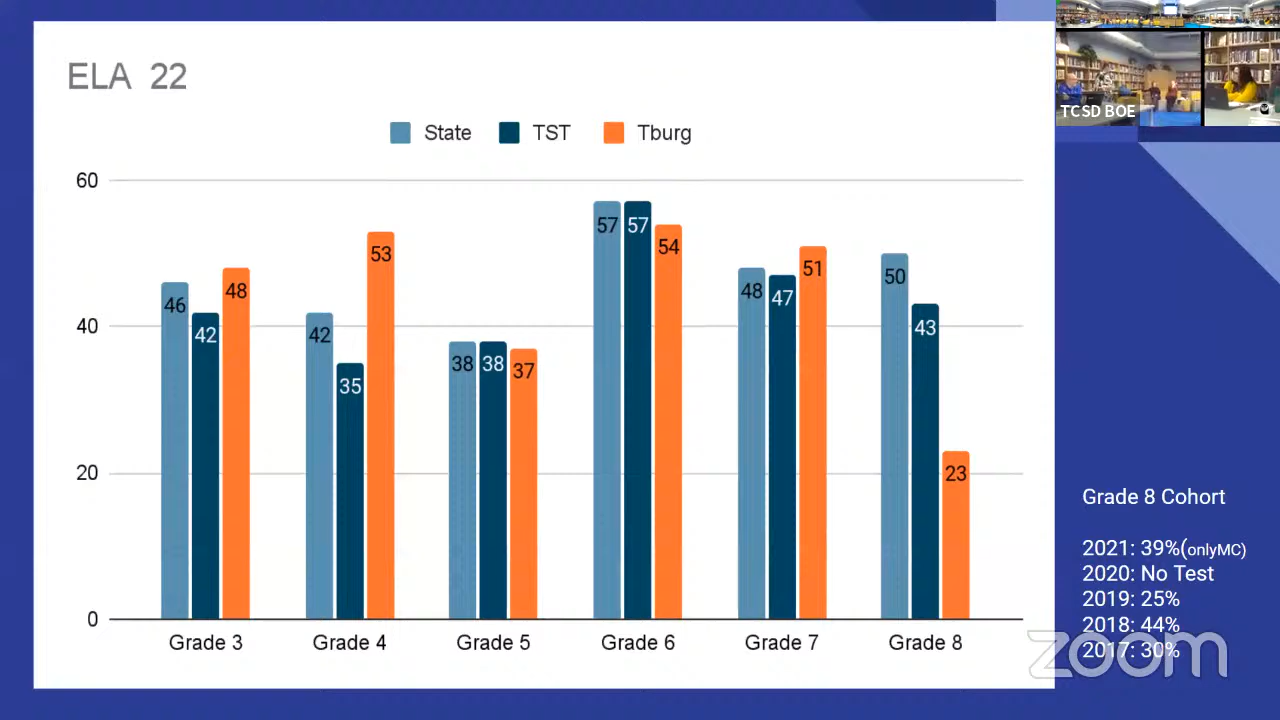 ELA 22
State TST Tburg
60
40
20
0
46 42 48
42 35 53
38 38 37
57 57 54
48 47 51
50 43 23
Grade 3 Grade 4 Grade 5 Grade 6 Grade 7 Grade 8
TCSD BOE
Grade 8 Cohort
2021: 39%(onlyMC)
2020: No Test
2019: 25%
2018: 44%
2017: 30%
zoom